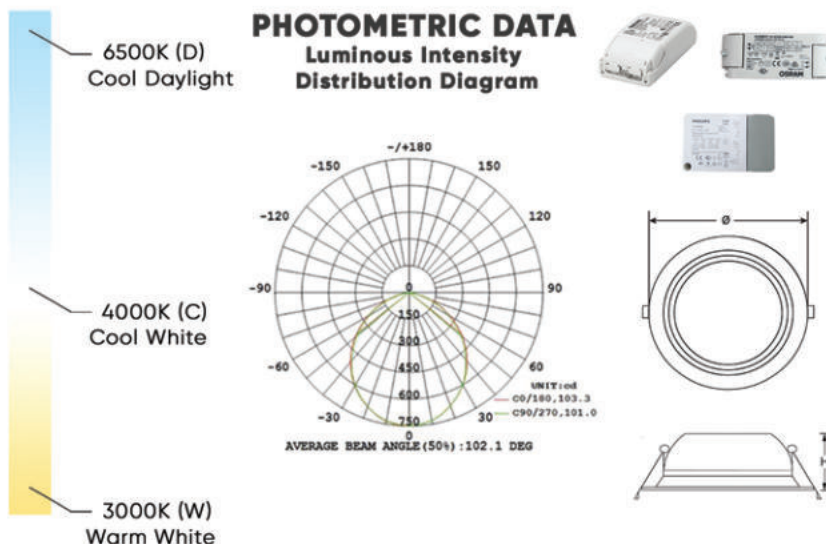 PHOTOMETRIC DATA
Luminous Intensity
Distribution Diagram
6500K (D)
Cool Daylight
4000K (C)
Cool White
3000K (W)
Warm White
-/+180
-150
150
-120
120
-90
90
-60
60
-30
30
0
0
150
300
450
600
750
UNIT:cd
C0/180,103.3
C90/270,101.0
AVERAGE BEAM ANGLE(50%):102.1 DEG
OSRAM
PHILIPS
Ø
H